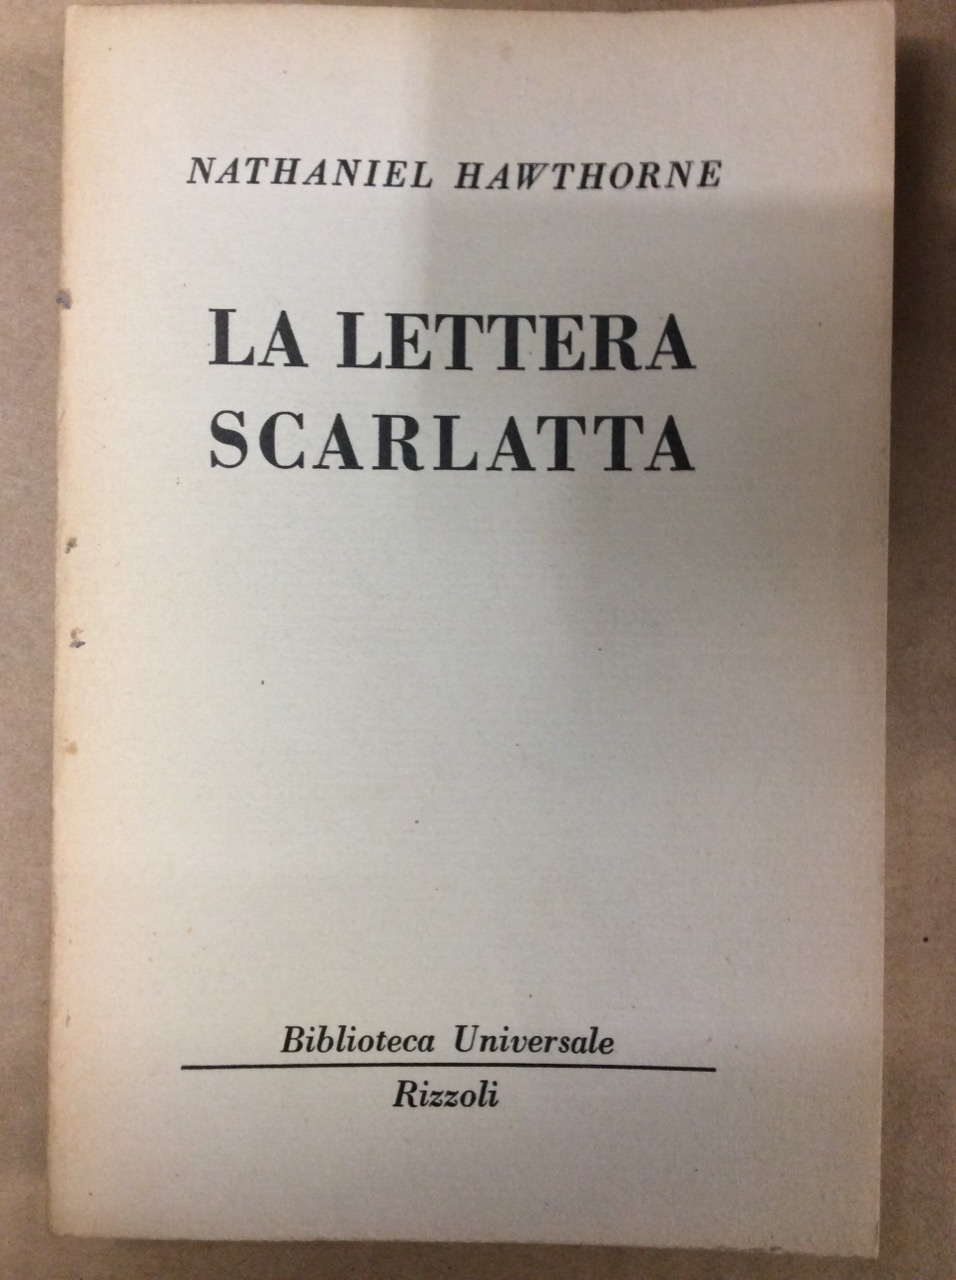 NATHANIEL HAWTHORNE
LA LETTERA
SCARLATTA
Biblioteca Universale
Rizzoli